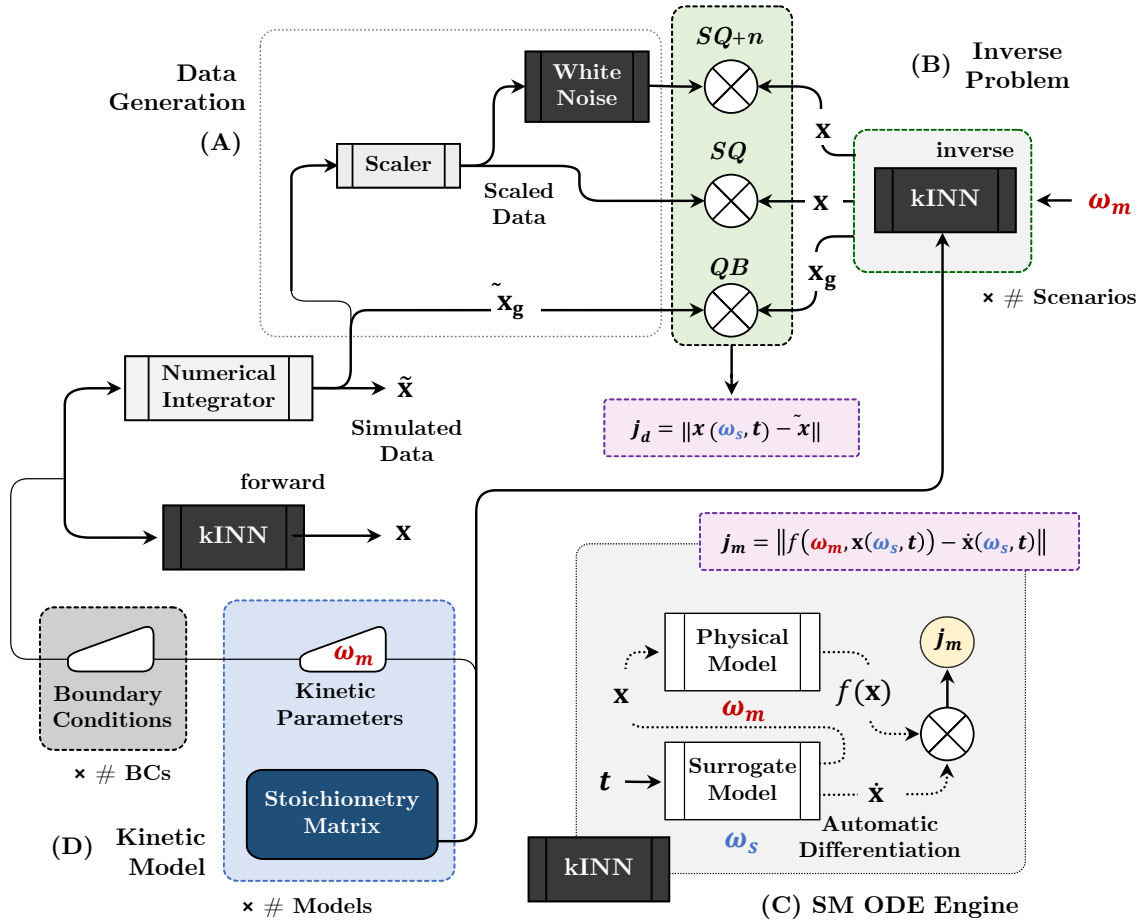 Data
Generation
(A)
White
Noise
Scaler
Scaled
Data
SQ+n
SQ
QB
(B) Inverse
Problem
x
x
x_g
inverse
kINN
ω_m
× # Scenarios
x̃_g
Numerical
Integrator
x̃
Simulated
Data
forward
kINN
x
j_d = ‖x (ω_s, t) − x̃‖
j_m = ‖f(ω_m, x(ω_s, t)) − ẋ(ω_s, t)‖
Boundary
Conditions
× # BCs
ω_m
Kinetic
Parameters
Stoichiometry
Matrix
(D) Kinetic
Model
× # Models
Physical
Model
ω_m
x
f(x)
j_m
t
Surrogate
Model
ω_s
ẋ
Automatic
Differentiation
kINN
(C) SM ODE Engine